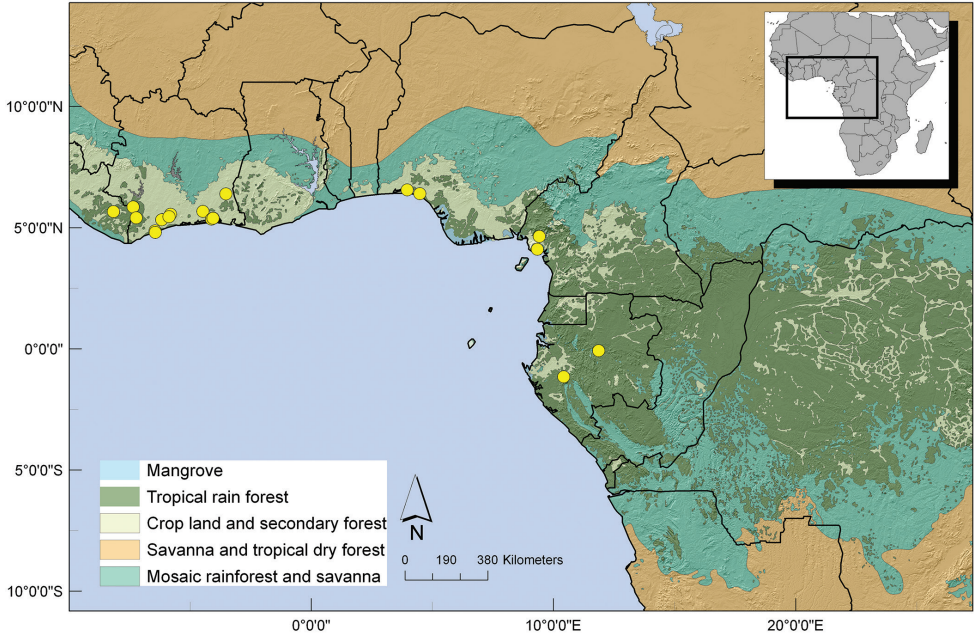 10°0'0"N
5°0'0"N
0°0'0"
5°0'0"S
10°0'0"S
Mangrove
Tropical rain forest
Crop land and secondary forest
Savanna and tropical dry forest
Mosaic rainforest and savanna
N
0 190 380 Kilometers
0°0'0" 10°0'0"E 20°0'0"E